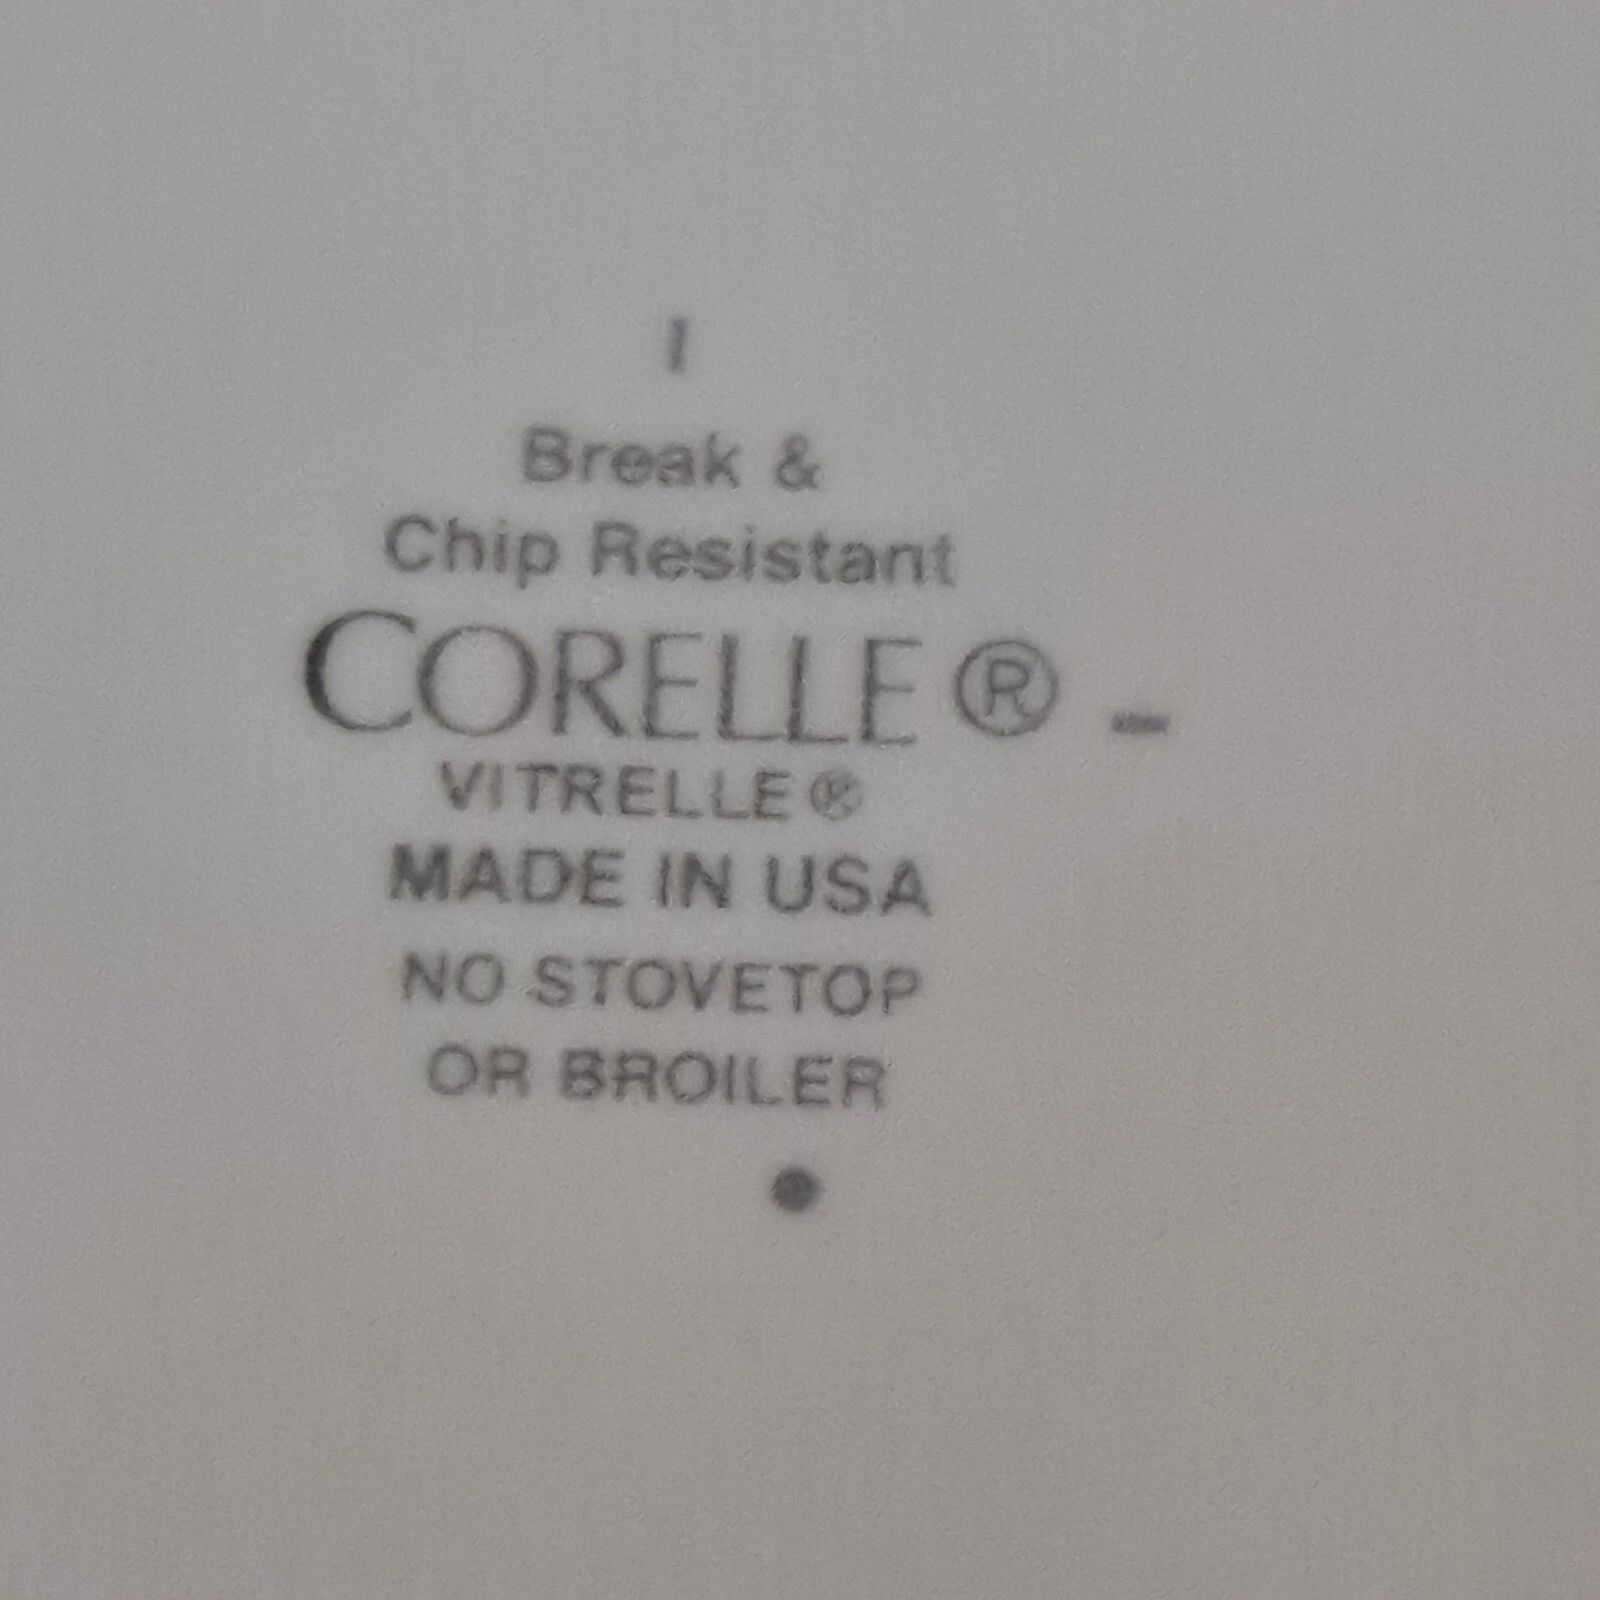 I
Break &
Chip Resistant
CORELLE® -
VITRELLE®
MADE IN USA
NO STOVETOP
OR BROILER